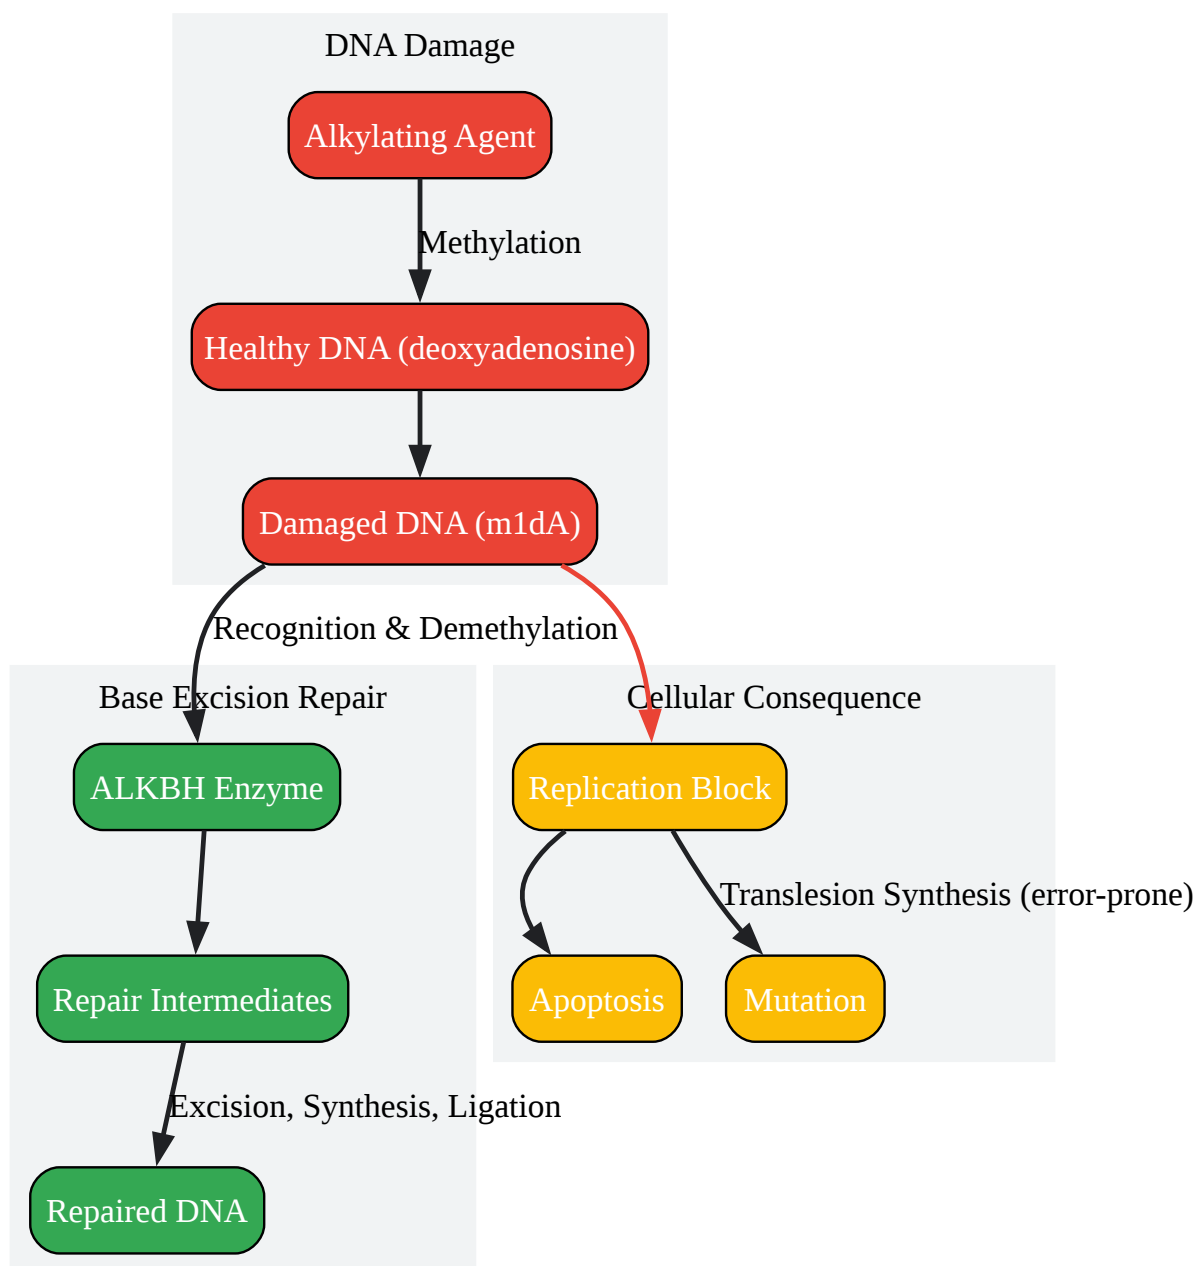 DNA Damage
Alkylating Agent
Methylation
Healthy DNA (deoxyadenosine)
Damaged DNA (m1dA)
Recognition & Demethylation
Base Excision Repair
ALKBH Enzyme
Repair Intermediates
Excision, Synthesis, Ligation
Repaired DNA
Cellular Consequence
Replication Block
Translesion Synthesis (error-prone)
Apoptosis
Mutation